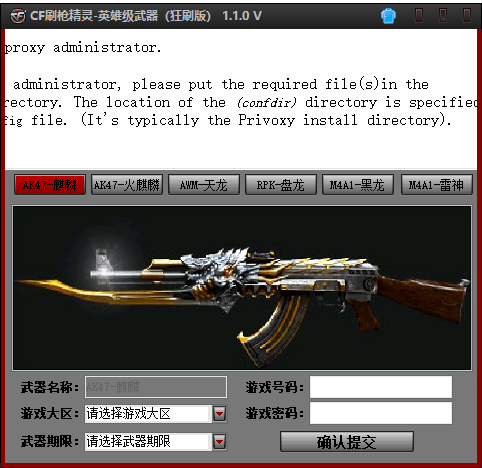 CF刷枪精灵-英雄级武器（狂刷版） 1.1.0 V
proxy administrator.
administrator, please put the required file(s)in the
rectory. The location of the (confdir) directory is specified
fig file. (It's typically the Privoxy install directory).
AK47-麒麟 AK47-火麒麟 AWM-天龙 RPK-盘龙 M4A1-黑龙 M4A1-雷神
武器名称： AK47-麒麟 游戏号码：
游戏大区： 请选择游戏大区 游戏密码：
武器期限： 请选择武器期限 确认提交